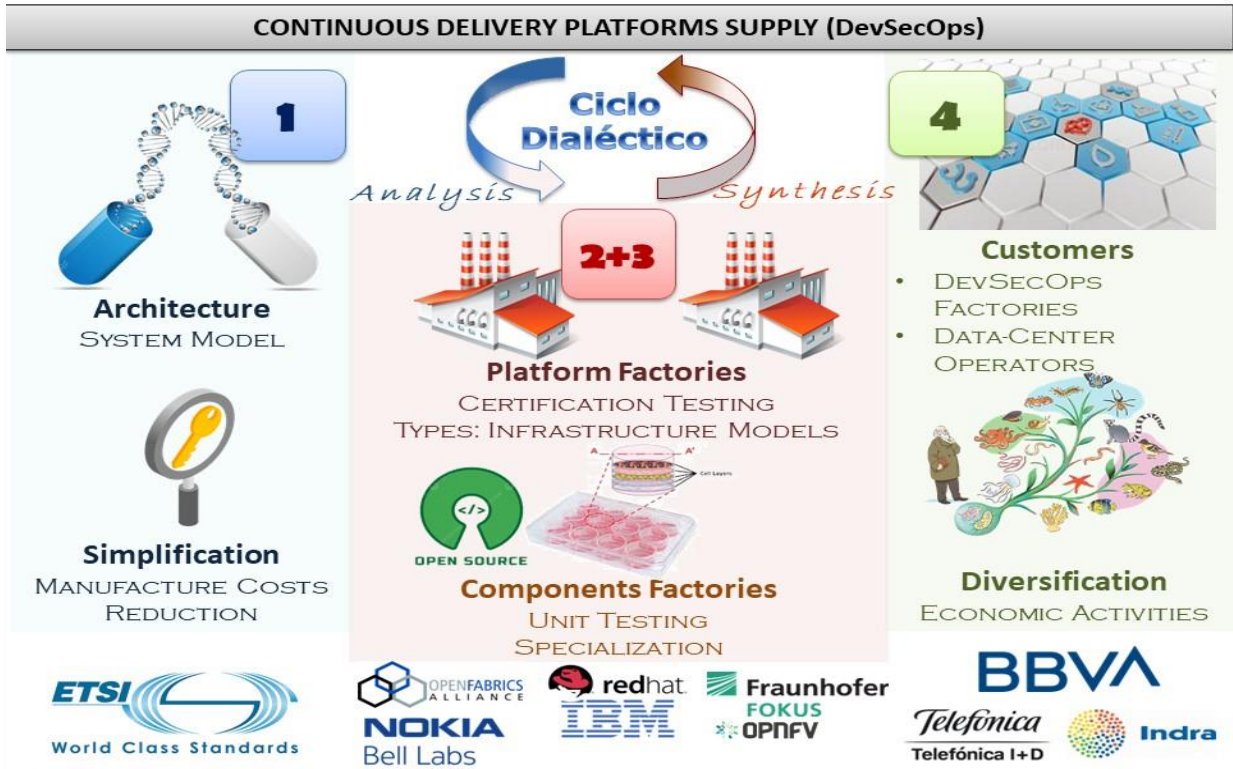 CONTINUOUS DELIVERY PLATFORMS SUPPLY (DevSecOps)
1
Architecture
SYSTEM MODEL
Simplification
MANUFACTURE COSTS
REDUCTION
Ciclo
Dialéctico
Analysis
Synthesis
2+3
Platform Factories
CERTIFICATION TESTING
TYPES: INFRASTRUCTURE MODELS
A
A'
Cell Layers
</>
OPEN SOURCE
Components Factories
UNIT TESTING
SPECIALIZATION
4
Customers
• DEVSECOPS
FACTORIES
• DATA-CENTER
OPERATORS
Diversification
ECONOMIC ACTIVITIES
ETSI
World Class Standards
OPENFABRICS
ALLIANCE
NOKIA
Bell Labs
redhat.
IBM
Fraunhofer
FOKUS
OPNFV
BBVA
Telefónica
Telefónica I+D
Indra